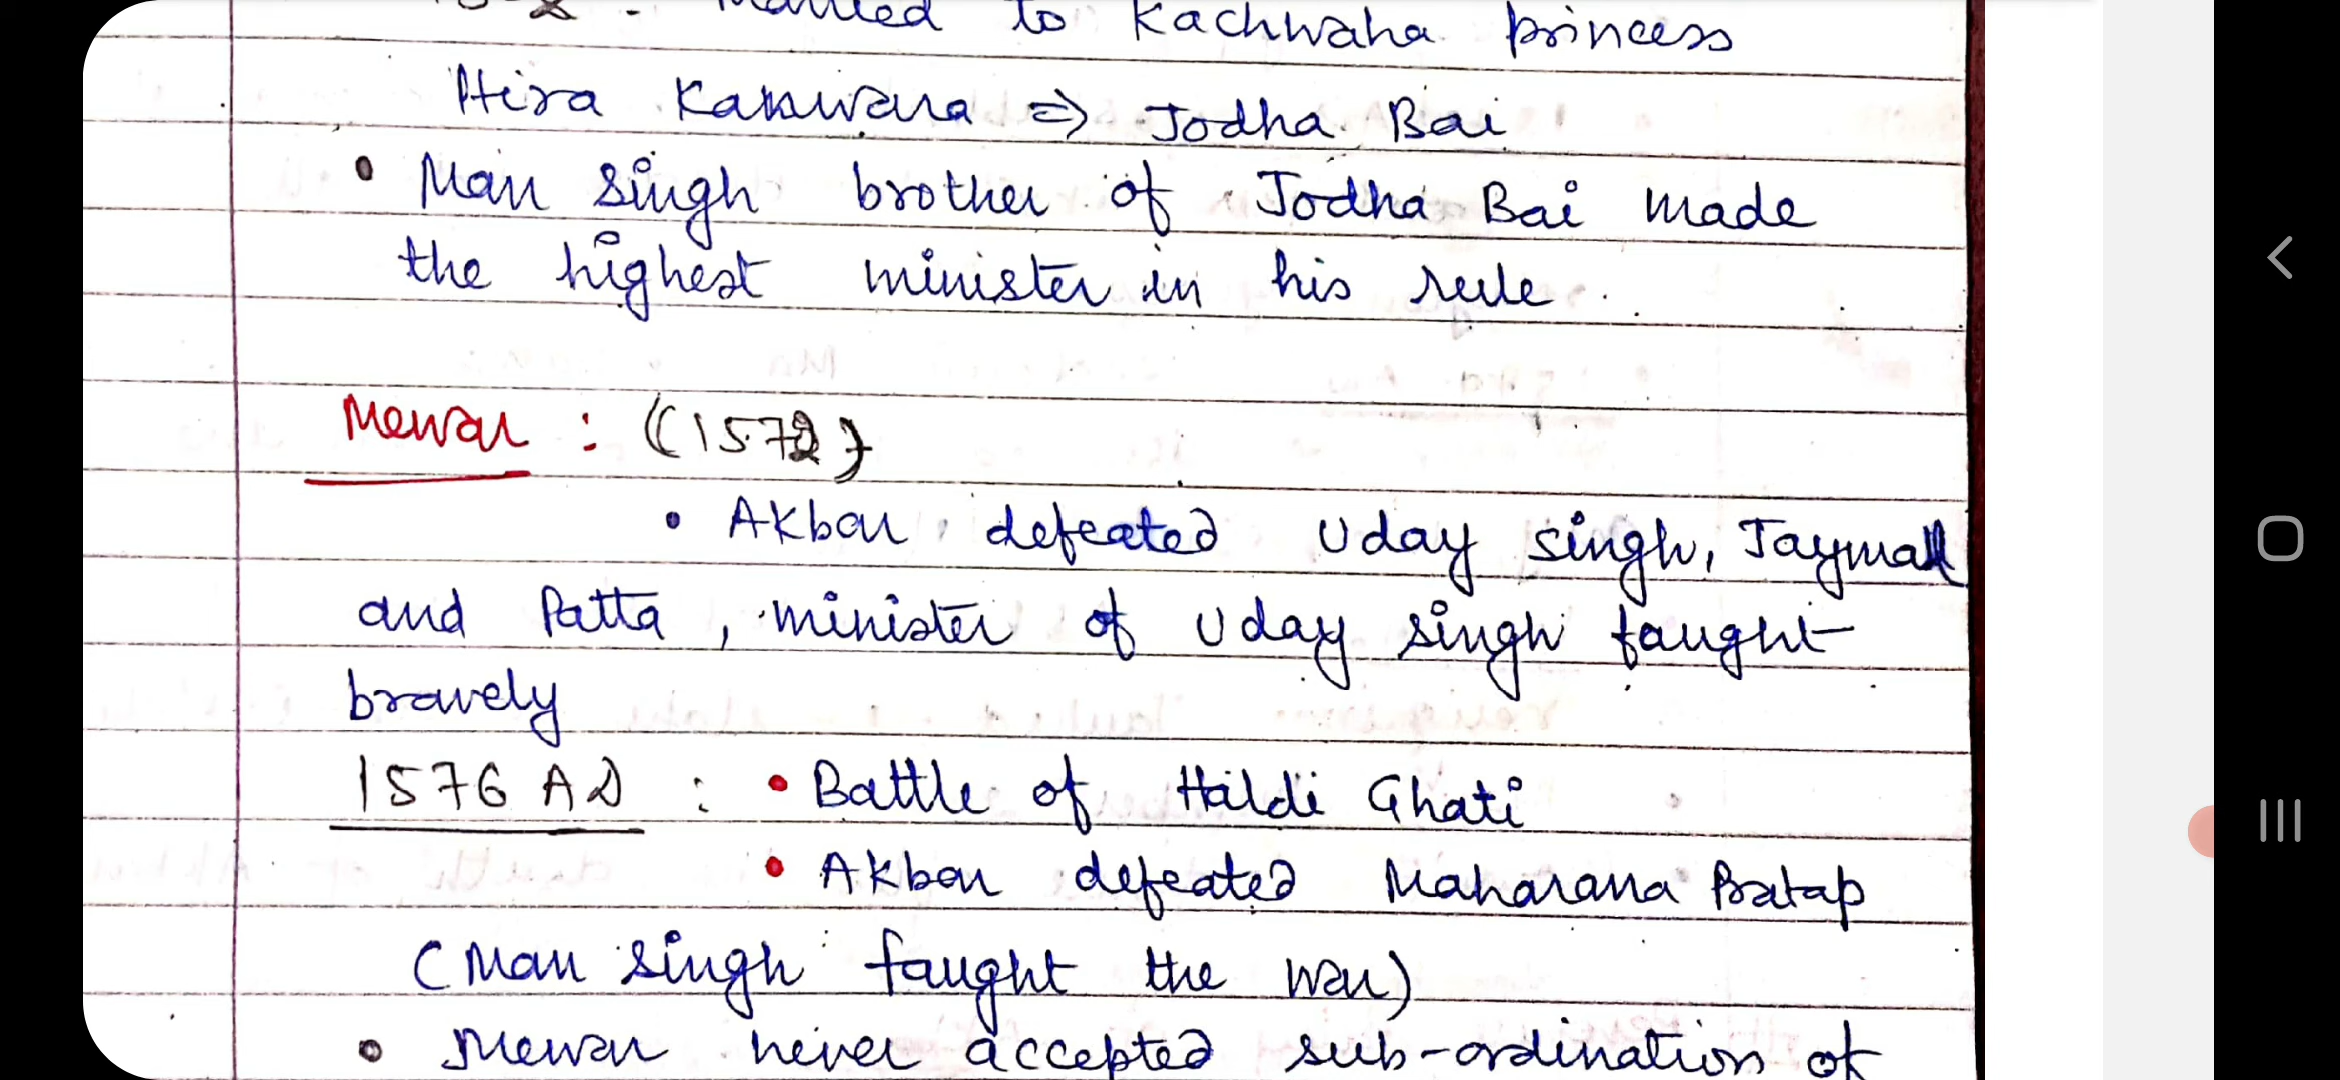 Married to Kachwaha princess
Hira Kanwara ⇒ Jodha Bai
• Man Singh brother of Jodha Bai made
the highest minister in his rule.
Mewar : ((1572)
• Akbar defeated Uday Singh, Jaymal
and Patta, minister of Uday Singh faught
bravely
1576 AD : • Battle of Haldi Ghati
• Akbar defeated Maharana Pratap
(Man Singh faught the war)
• Mewar never accepted sub-ordination of